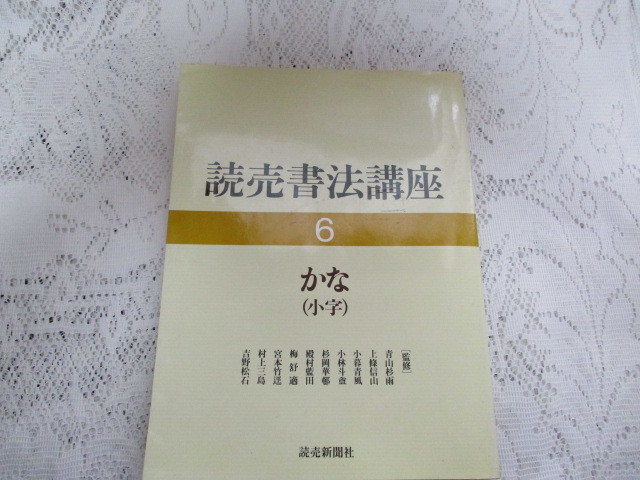 読売書法講座
6
かな
(小字)
[監修]
青山杉雨
上條信山
小暮青風
小林斗盦
杉岡華邨
殿村藍田
梅舒適
宮本竹逕
村上三島
吉野松石
読売新聞社